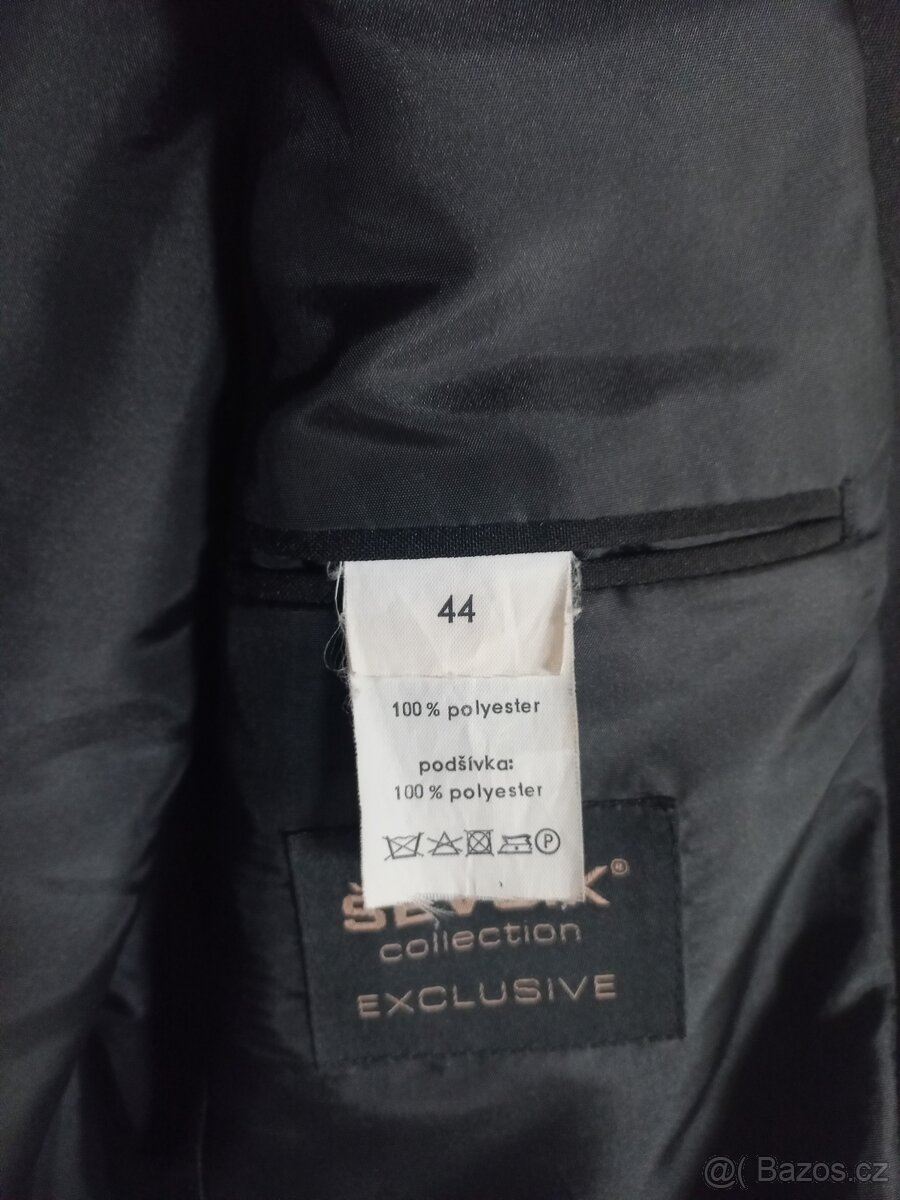 44
100% polyester
podšívka:
100% polyester
P
collection
EXCLUSIVE
@( Bazos.cz